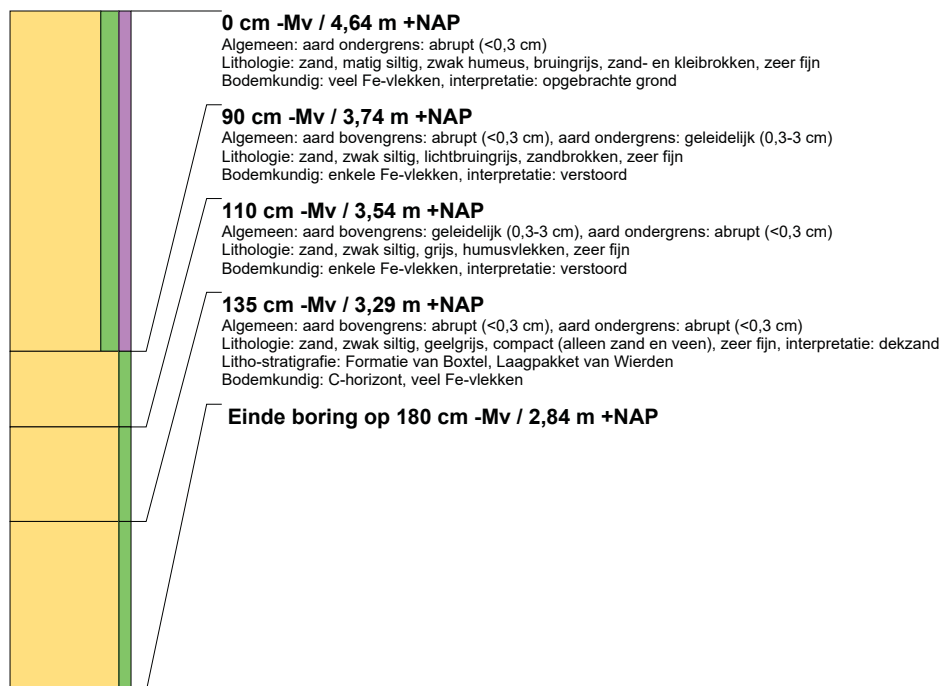 0 cm -Mv / 4,64 m +NAP
Algemeen: aard ondergrens: abrupt (<0,3 cm)
Lithologie: zand, matig siltig, zwak humeus, bruingrijs, zand- en kleibrokken, zeer fijn
Bodemkundig: veel Fe-vlekken, interpretatie: opgebrachte grond
90 cm -Mv / 3,74 m +NAP
Algemeen: aard bovengrens: abrupt (<0,3 cm), aard ondergrens: geleidelijk (0,3-3 cm)
Lithologie: zand, zwak siltig, lichtbruingrijs, zandbrokken, zeer fijn
Bodemkundig: enkele Fe-vlekken, interpretatie: verstoord
110 cm -Mv / 3,54 m +NAP
Algemeen: aard bovengrens: geleidelijk (0,3-3 cm), aard ondergrens: abrupt (<0,3 cm)
Lithologie: zand, zwak siltig, grijs, humusvlekken, zeer fijn
Bodemkundig: enkele Fe-vlekken, interpretatie: verstoord
135 cm -Mv / 3,29 m +NAP
Algemeen: aard bovengrens: abrupt (<0,3 cm), aard ondergrens: abrupt (<0,3 cm)
Lithologie: zand, zwak siltig, geelgrijs, compact (alleen zand en veen), zeer fijn, interpretatie: dekzand
Litho-stratigrafie: Formatie van Boxtel, Laagpakket van Wierden
Bodemkundig: C-horizont, veel Fe-vlekken
Einde boring op 180 cm -Mv / 2,84 m +NAP